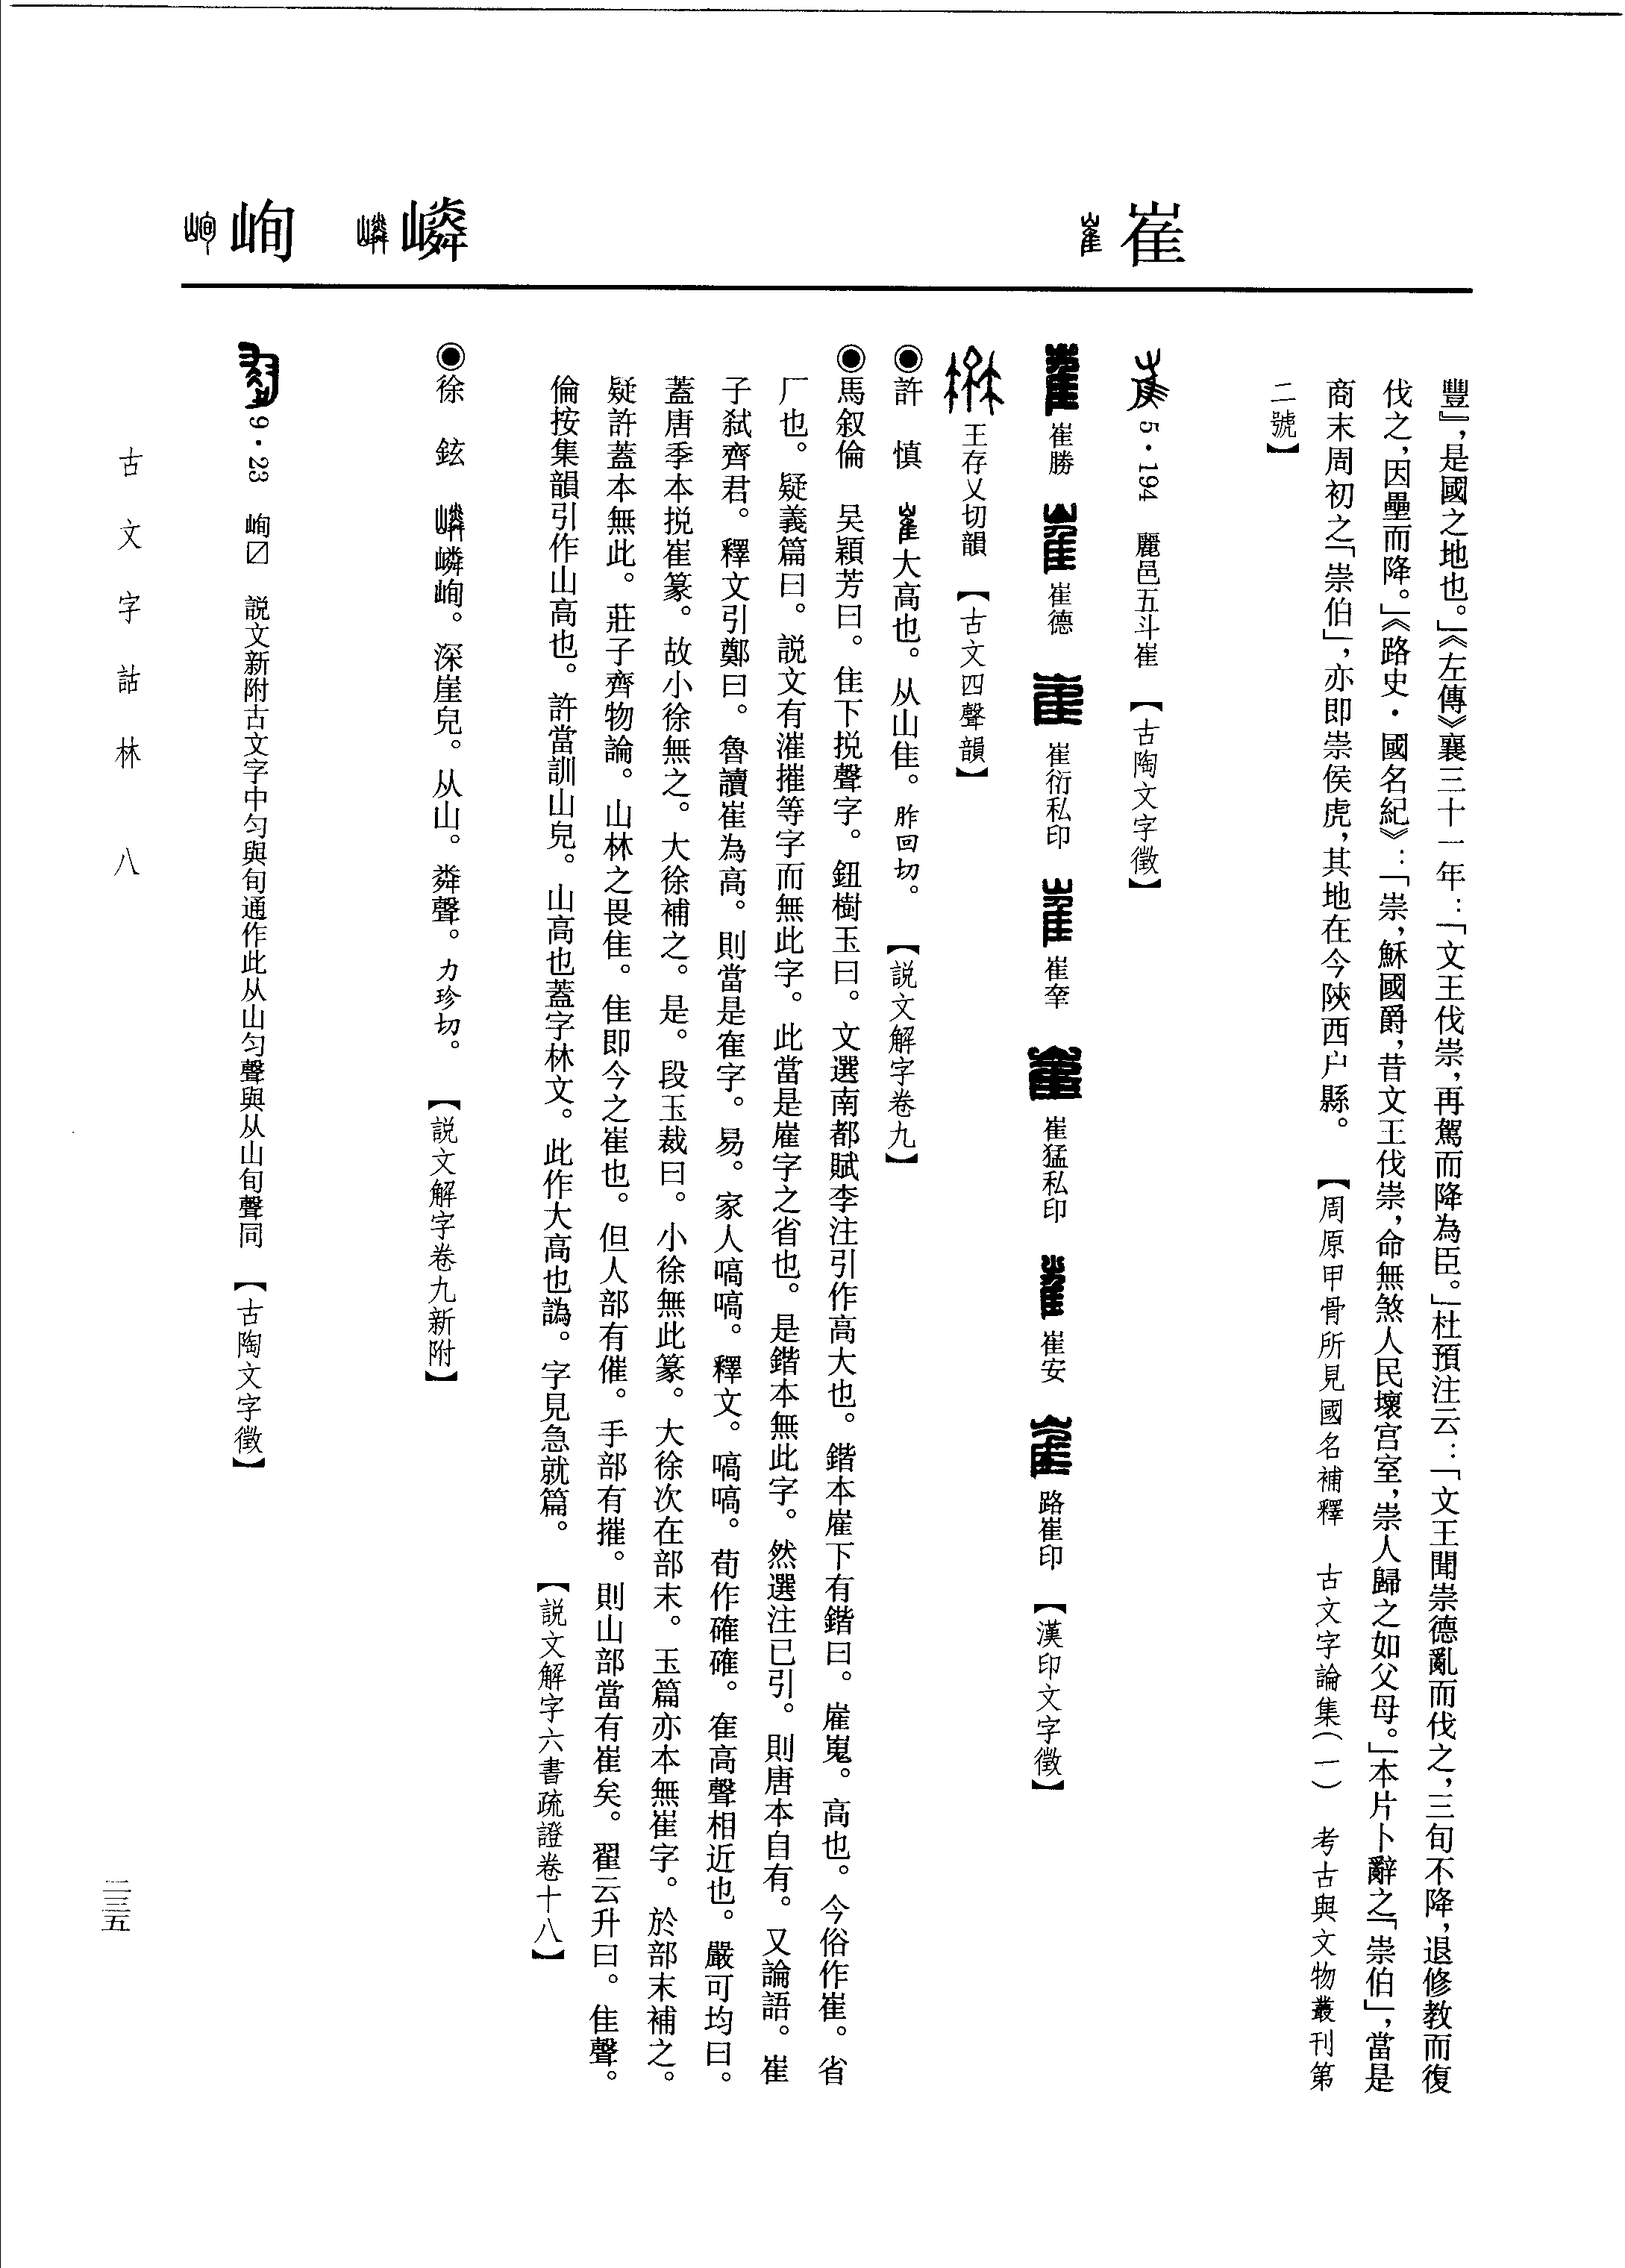 崔
嶙
峋
豐』，是國之地也。」《左傳》襄三十一年：「文王伐崇，再駕而降為臣。」杜預注云：「文王聞崇德亂而伐之，三旬不降，退修教而復
伐之，因壘而降。」《路史·國名紀》：「崇，穌國爵，昔文王伐崇，命無煞人民壞宮室，崇人歸之如父母。」本片卜辭之「崇伯」，當是
商末周初之「崇伯」，亦即崇侯虎，其地在今陝西户縣。　【周原甲骨所見國名補釋　古文字論集（一）　考古與文物叢刊第
二號】
5·194　麗邑五斗崔　【古陶文字徵】
崔勝　崔德　崔衍私印　崔　崔猛私印　崔安　路崔印　【漢印文字徵】
王存乂切韻　【古文四聲韻】
◉許　慎　大高也。从山隹。昨回切。　【説文解字卷九】
◉馬叙倫　吴穎芳曰。隹下挩聲字。鈕樹玉曰。文選南都賦李注引作高大也。鍇本雇下有鍇曰。雇嵬。高也。今俗作崔。省
厂也。疑義篇曰。説文有漼摧等字而無此字。此當是雇字之省也。是鍇本無此字。然選注已引。則唐本自有。又論語。崔
子弑齊君。釋文引鄭曰。魯讀崔為高。則當是隺字。易。家人嗃嗃。釋文。嗃嗃。荀作確確。隺高聲相近也。嚴可均曰。
蓋唐季本挩崔篆。故小徐無之。大徐補之。是。段玉裁曰。小徐無此篆。大徐次在部末。玉篇亦本無崔字。於部末補之。
疑許蓋本無此。莊子齊物論。山林之畏隹。隹即今之崔也。但人部有催。手部有摧。則山部當有崔矣。翟云升曰。隹聲。
倫按集韻引作山高也。許當訓山皃。山高也蓋字林文。此作大高也譌。字見急就篇。　【説文解字六書疏證卷十八】
◉徐　鉉　嶙峋。深崖皃。从山。粦聲。力珍切。　【説文解字卷九新附】
9·23　峋〼　説文新附古文字中匀與旬通作此从山匀聲與从山旬聲同　【古陶文字徵】
古文字詁林　八
二三五